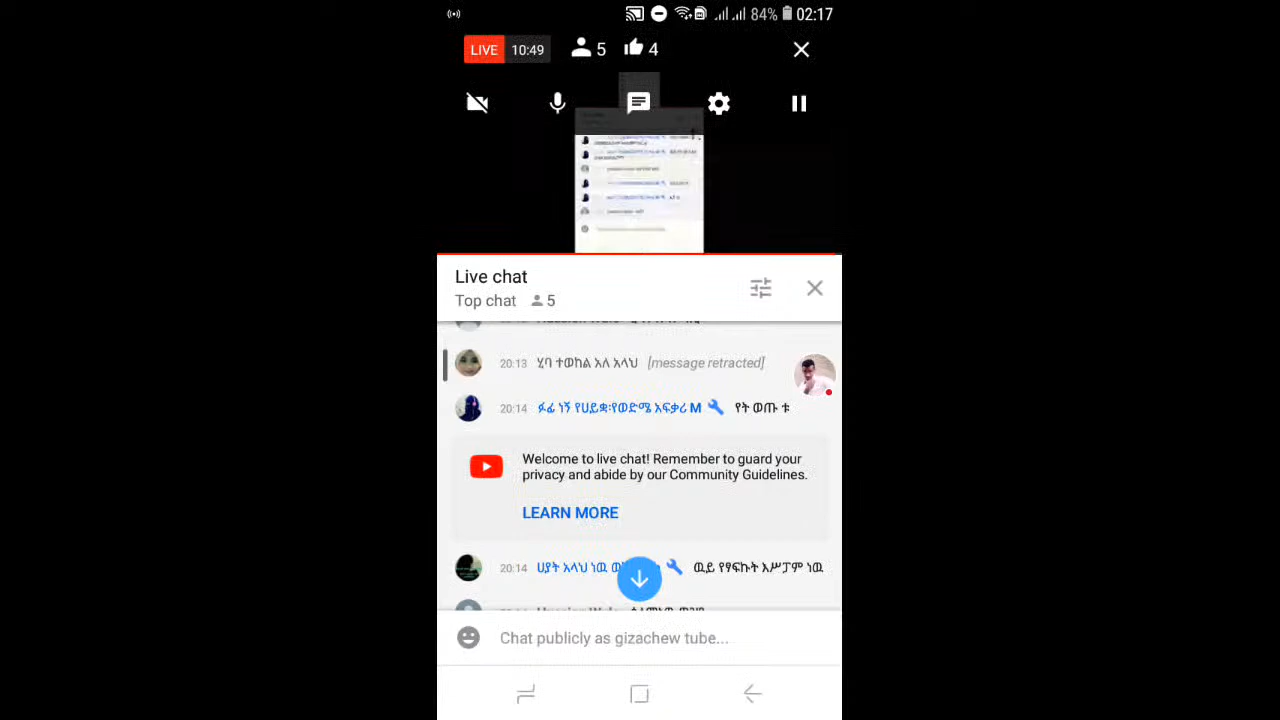 84% 02:17
LIVE 10:49 5 4
Live chat
Top chat 5
20:13 ሂባ ተወከል አለ አላህ [message retracted]
20:14 ፉፊ ነኝ የሀይቋ፡የወድሜ አፍቃሪ M የት ወጡ ቱ
Welcome to live chat! Remember to guard your
privacy and abide by our Community Guidelines.
LEARN MORE
20:14 ሀያት አላህ ነዉ ዉይ የፃፍኩት እሥፓም ነዉ
Chat publicly as gizachew tube...